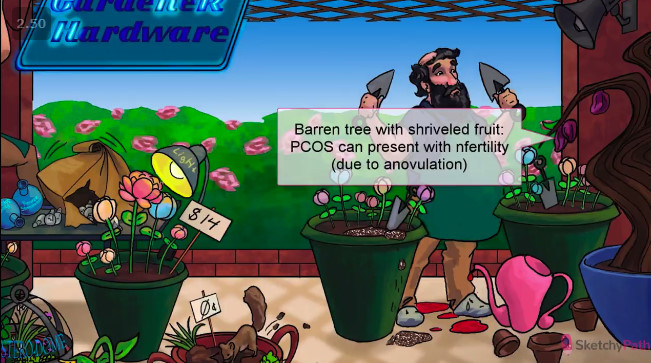 2.50
GardeneR
Hardware
Barren tree with shriveled fruit:
PCOS can present with nfertility
(due to anovulation)
Light
$14
SketchyPath